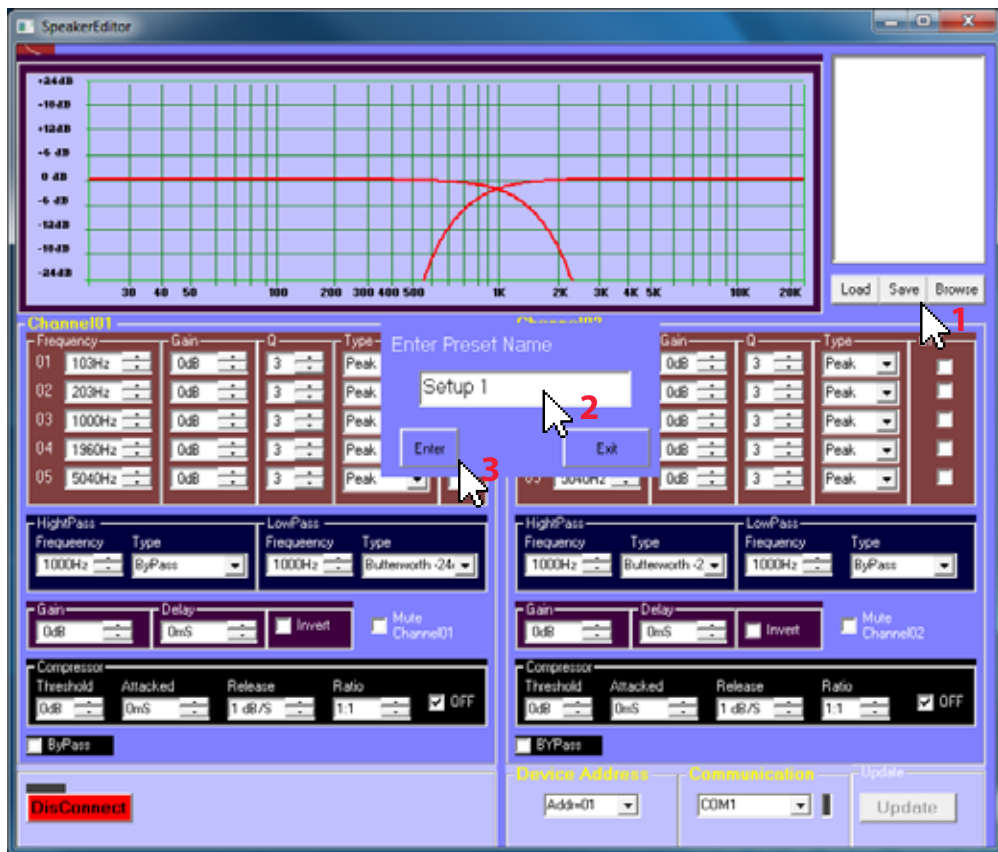 SpeakerEditor
+24dB
-18dB
+12dB
+6 dB
0 dB
-6 dB
-12dB
-18dB
-24dB
30 40 50 100 200 300 400 500 1K 2K 3K 4K 5K 10K 20K
Load Save Browse
1
Channel01
Frequency Gain Q Type
01 103Hz 0dB 3 Peak
02 203Hz 0dB 3 Peak
03 1000Hz 0dB 3 Peak
04 1960Hz 0dB 3 Peak
05 5040Hz 0dB 3 Peak
Enter Preset Name
Setup 1
2
Enter Exit
3
Channel02
Gain Q Type
0dB 3 Peak
0dB 3 Peak
0dB 3 Peak
0dB 3 Peak
05 5040Hz 0dB 3 Peak
HightPass LowPass
Frequeency Type Frequeency Type
1000Hz ByPass 1000Hz Butterworth -24
Gain Delay
0dB 0mS Invert Mute
Channel01
Compressor
Threshold Attacked Release Ratio
0dB 0mS 1 dB/S 1:1 OFF
ByPass
HightPass LowPass
Frequency Type Frequency Type
1000Hz Butterworth -2 1000Hz ByPass
Gain Delay
0dB 0mS Invert Mute
Channel02
Compressor
Threshold Attacked Release Ratio
0dB 0mS 1 dB/S 1:1 OFF
BYPass
DisConnect
Device Address Communication Update
Addr=01 COM1 Update